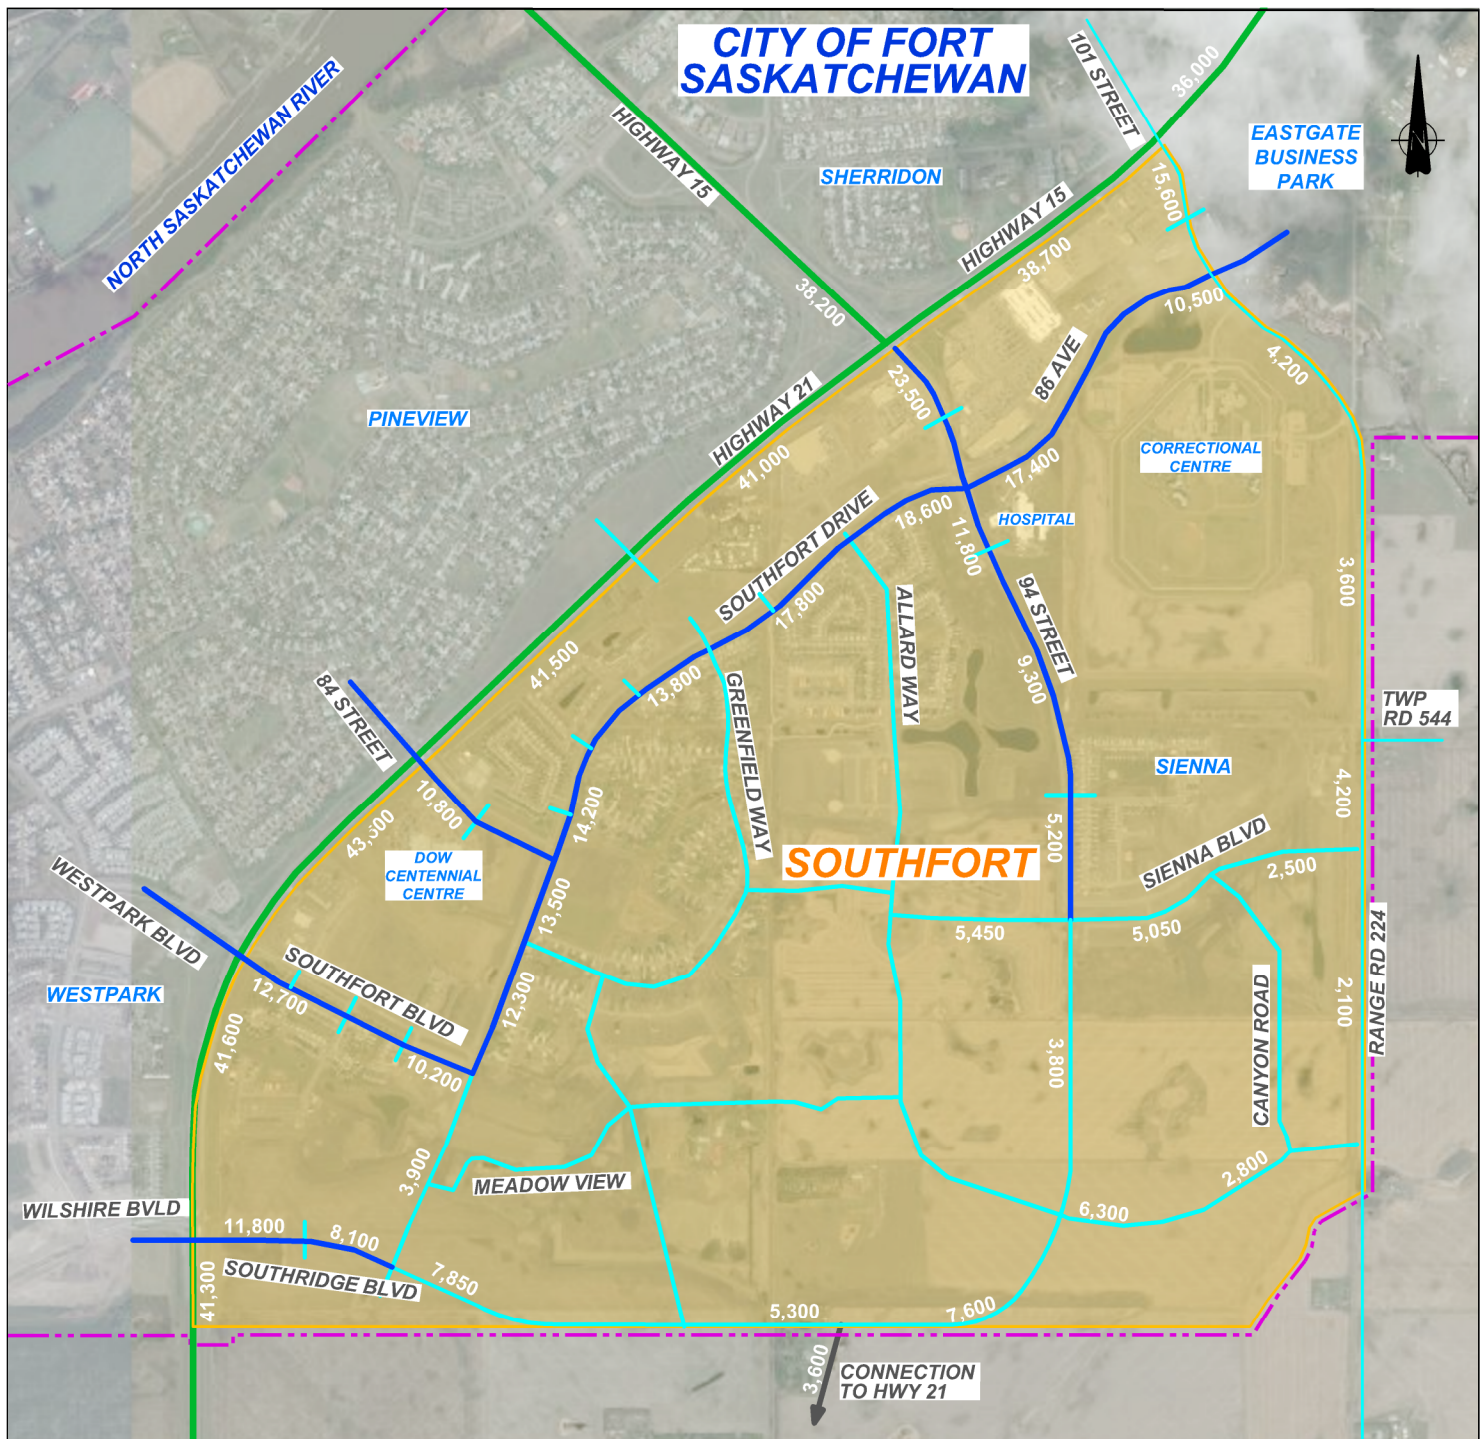 CITY OF FORT
SASKATCHEWAN
NORTH SASKATCHEWAN RIVER
HIGHWAY 15
101 STREET
36,000
EASTGATE
BUSINESS
PARK
SHERRIDON
15,600
HIGHWAY 15
38,700
38,200
10,500
86 AVE
4,200
23,500
PINEVIEW
HIGHWAY 21
41,000
CORRECTIONAL
CENTRE
17,400
18,600
HOSPITAL
11,800
SOUTHFORT DRIVE
17,800
3,600
ALLARD WAY
94 STREET
9,300
41,500
13,800
GREENFIELD WAY
84 STREET
TWP
RD 544
SIENNA
10,800
14,200
4,200
5,200
DOW
CENTENNIAL
CENTRE
SOUTHFORT
SIENNA BLVD
2,500
WESTPARK BLVD
13,500
5,450
5,050
RANGE RD 224
WESTPARK
12,700
SOUTHFORT BLVD
12,300
2,100
CANYON ROAD
41,600
10,200
3,800
3,900
MEADOW VIEW
2,800
WILSHIRE BVLD
11,800
8,100
6,300
SOUTHRIDGE BLVD
7,850
41,300
5,300
7,600
3,600
CONNECTION
TO HWY 21